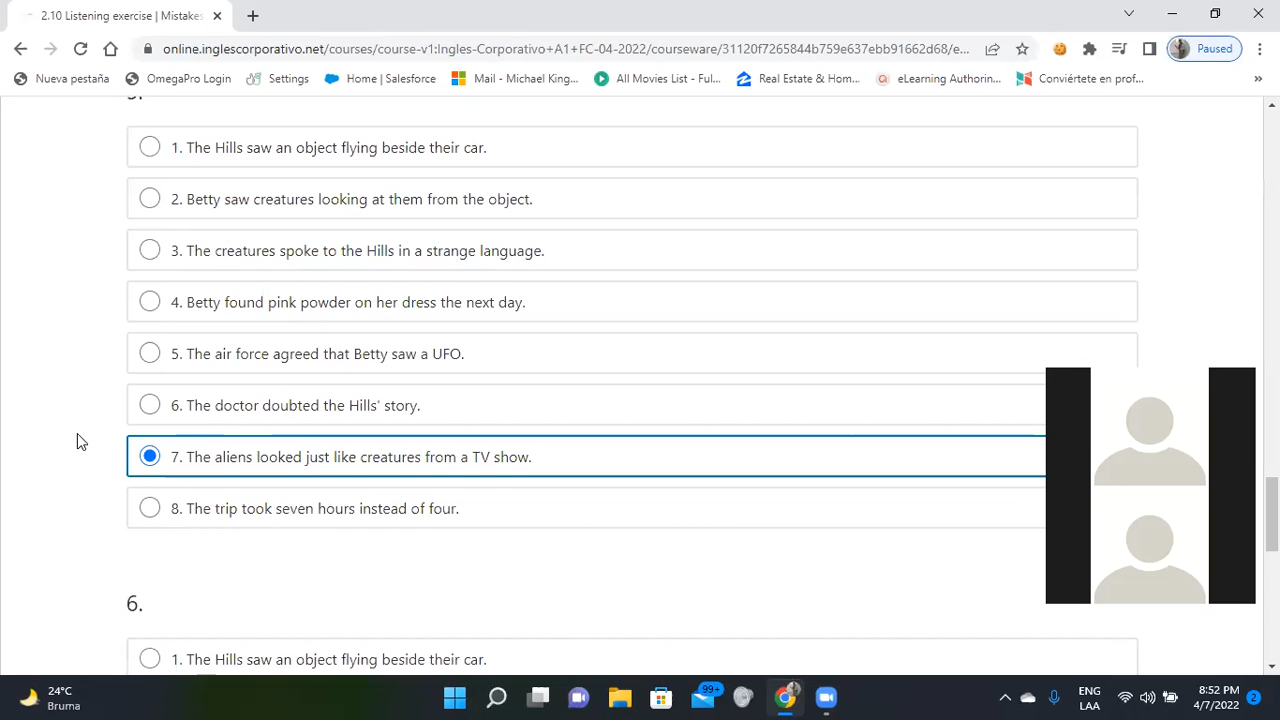 2.10 Listening exercise | Mistakes
online.inglescorporativo.net/courses/course-v1:Ingles-Corporativo+A1+FC-04-2022/courseware/31120f7265844b759e637ebb91662d68/e...
Paused
Nueva pestaña
OmegaPro Login
Settings
Home | Salesforce
Mail - Michael King...
All Movies List - Ful...
Real Estate & Hom...
eLearning Authorin...
Conviértete en prof...
»
1. The Hills saw an object flying beside their car.
2. Betty saw creatures looking at them from the object.
3. The creatures spoke to the Hills in a strange language.
4. Betty found pink powder on her dress the next day.
5. The air force agreed that Betty saw a UFO.
6. The doctor doubted the Hills' story.
7. The aliens looked just like creatures from a TV show.
8. The trip took seven hours instead of four.
6.
1. The Hills saw an object flying beside their car.
24°C
Bruma
99+
ENG
LAA
8:52 PM
4/7/2022
2